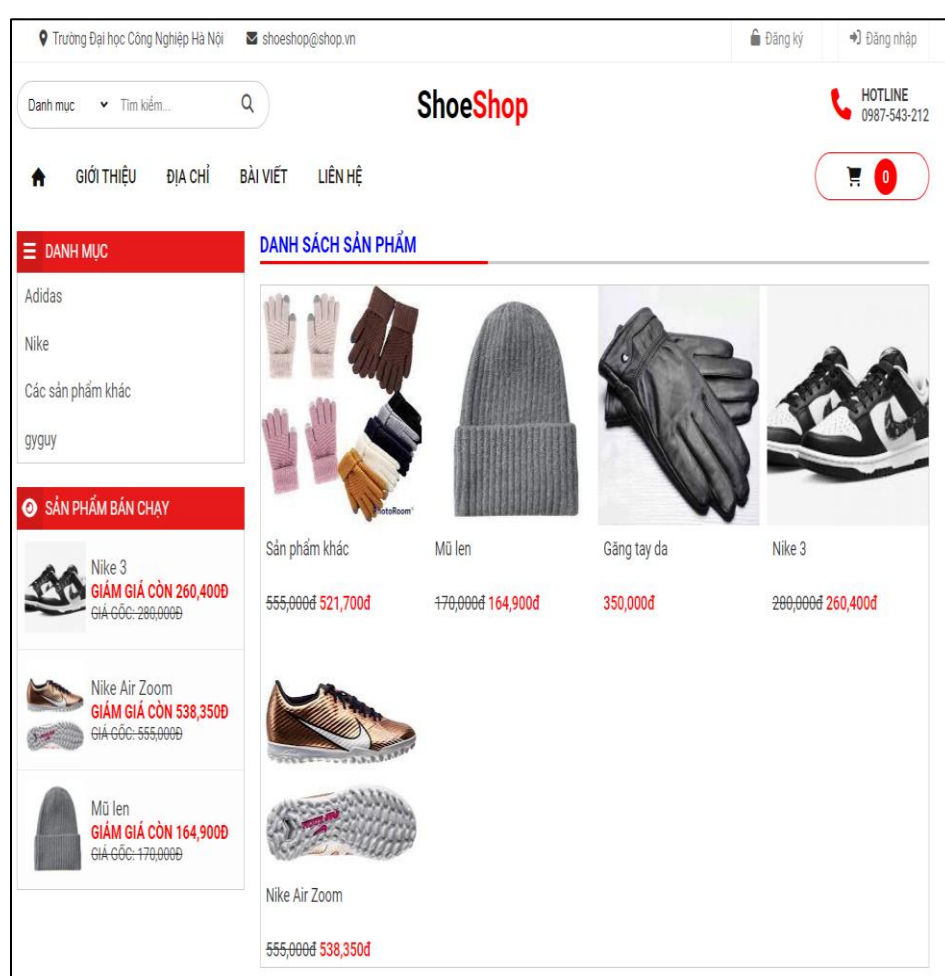 Trường Đại học Công Nghiệp Hà Nội shoeshop@shop.vn Đăng ký Đăng nhập
Danh mục Tìm kiếm... ShoeShop HOTLINE
0987-543-212
GIỚI THIỆU ĐỊA CHỈ BÀI VIẾT LIÊN HỆ 0
DANH MỤC
Adidas
Nike
Các sản phẩm khác
gyguy
SẢN PHẨM BÁN CHẠY
Nike 3
GIẢM GIÁ CÒN 260,400Đ
GIÁ GỐC: 280,000Đ
Nike Air Zoom
GIẢM GIÁ CÒN 538,350Đ
GIÁ GỐC: 555,000Đ
Mũ len
GIẢM GIÁ CÒN 164,900Đ
GIÁ GỐC: 170,000Đ
DANH SÁCH SẢN PHẨM
PhotoRoom
Sản phẩm khác Mũ len Găng tay da Nike 3
555,000đ 521,700đ 170,000đ 164,900đ 350,000đ 280,000đ 260,400đ
Nike Air Zoom
555,000đ 538,350đ